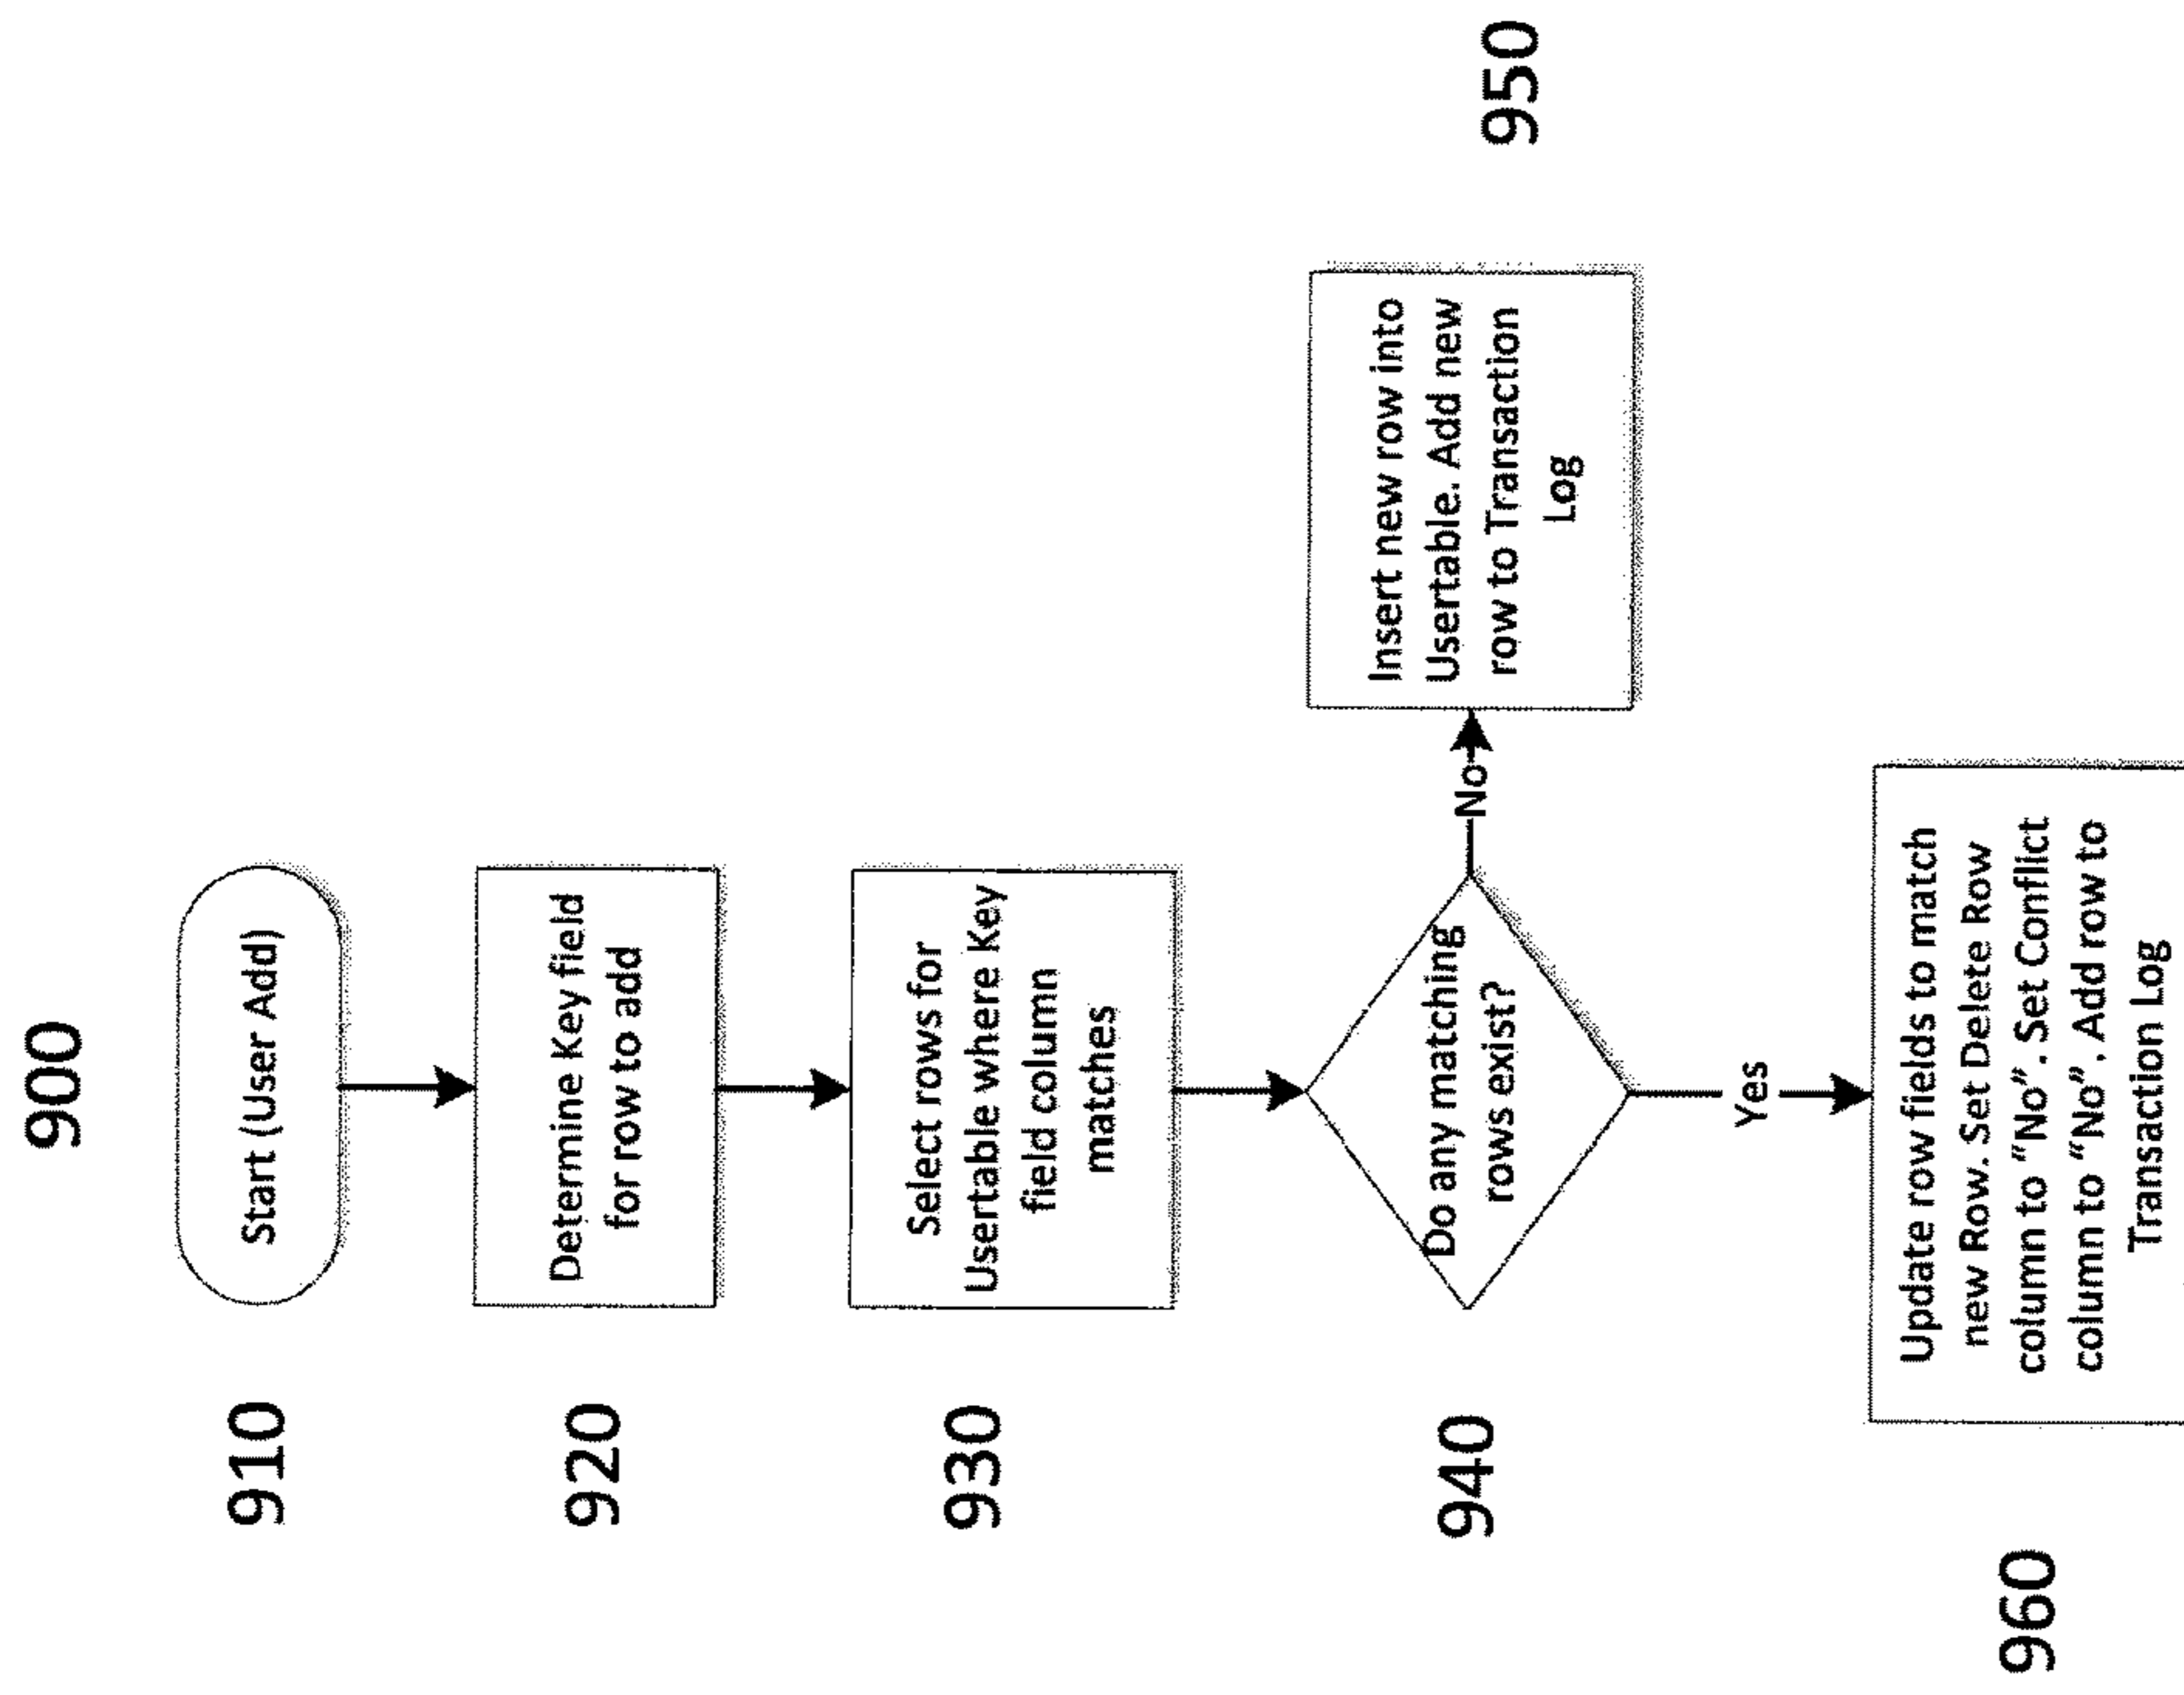 900
910
Start (User Add)
920
Determine Key field
for row to add
930
Select rows for
Usertable where Key
field column
matches
940
Do any matching
rows exist?
No
950
Insert new row into
Usertable. Add new
row to Transaction
Log
Yes
960
Update row fields to match
new Row. Set Delete Row
column to “No”. Set Conflict
column to “No”. Add row to
Transaction Log